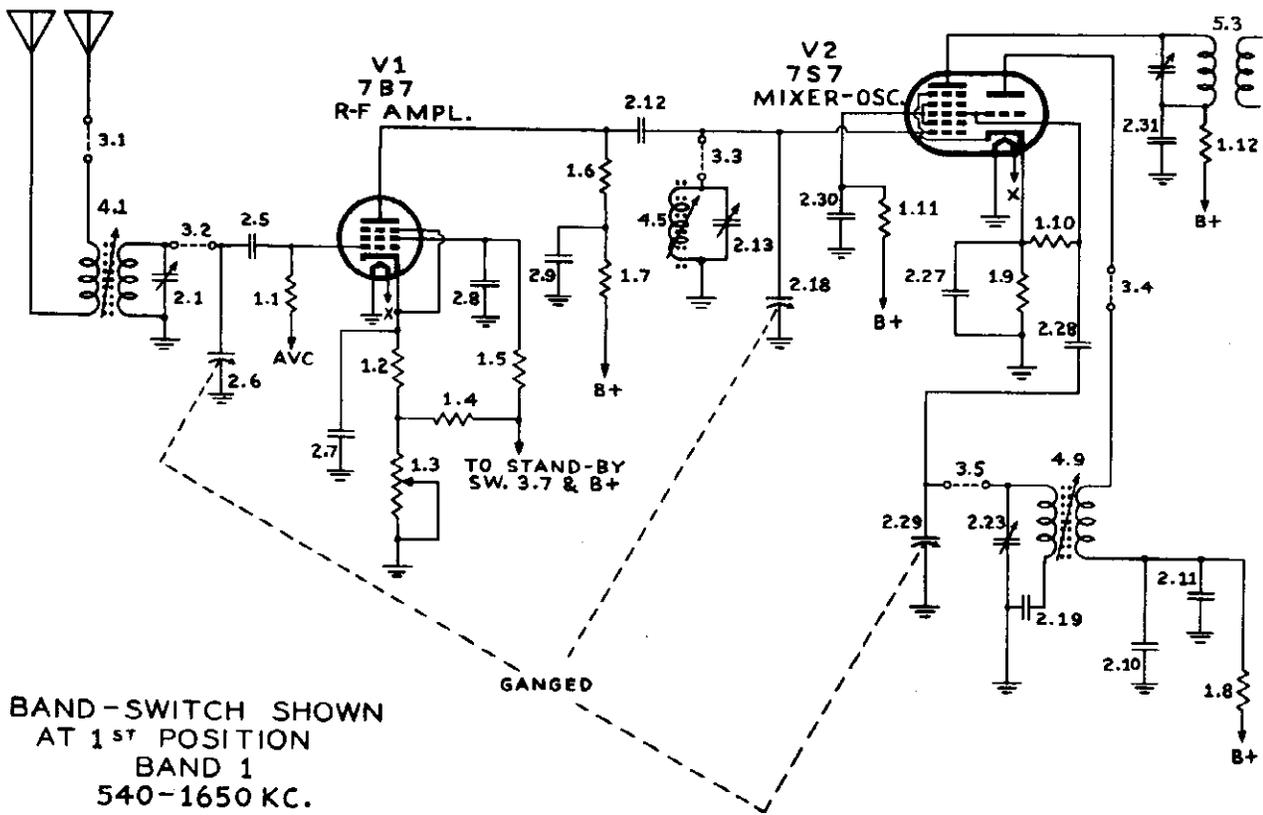 5.3
V1
7B7
R-F AMPL.
V2
7S7
MIXER-OSC.
2.12
3.1
3.3
2.31
1.12
1.6
4.1
3.2
2.5
4.5
2.13
2.30
1.11
X
1.10
B+
2.1
1.1
2.8
2.9
1.7
2.18
2.27
1.9
3.4
X
B+
2.28
AVC
1.2
1.5
2.6
B+
1.4
2.7
1.3
TO STAND-BY
SW. 3.7 & B+
3.5
4.9
2.29
2.23
2.11
2.19
2.10
1.8
GANGED
B+
BAND-SWITCH SHOWN
AT 1ST POSITION
BAND 1
540-1650 KC.